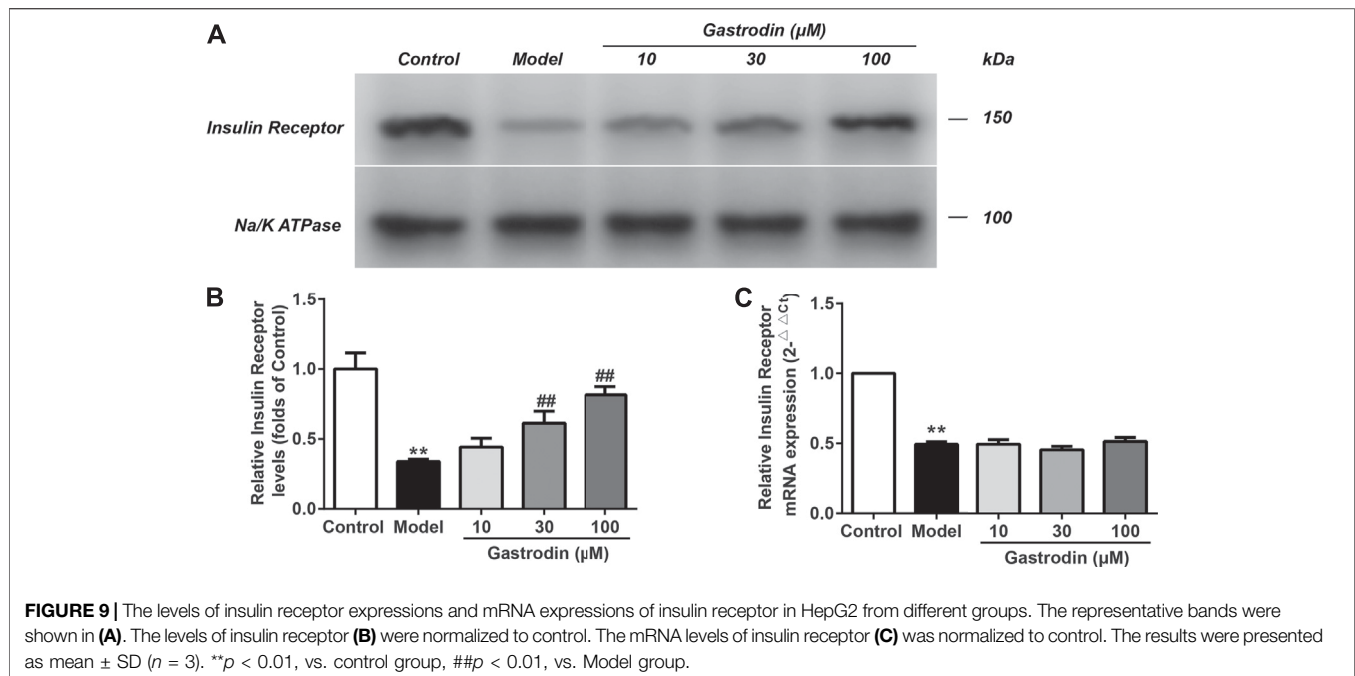 A
Gastrodin (µM)
Control Model 10 30 100 kDa
Insulin Receptor — 150
Na/K ATPase — 100
B
Relative Insulin Receptor
levels (folds of Control)
1.5
1.0
0.5
0.0
** ## ##
Control Model 10 30 100
Gastrodin (µM)
C
Relative Insulin Receptor
mRNA expression (2-△△Ct)
1.5
1.0
0.5
0.0
**
Control Model 10 30 100
Gastrodin (µM)
FIGURE 9 | The levels of insulin receptor expressions and mRNA expressions of insulin receptor in HepG2 from different groups. The representative bands were
shown in (A). The levels of insulin receptor (B) were normalized to control. The mRNA levels of insulin receptor (C) was normalized to control. The results were presented
as mean ± SD (n = 3). **p < 0.01, vs. control group, ##p < 0.01, vs. Model group.